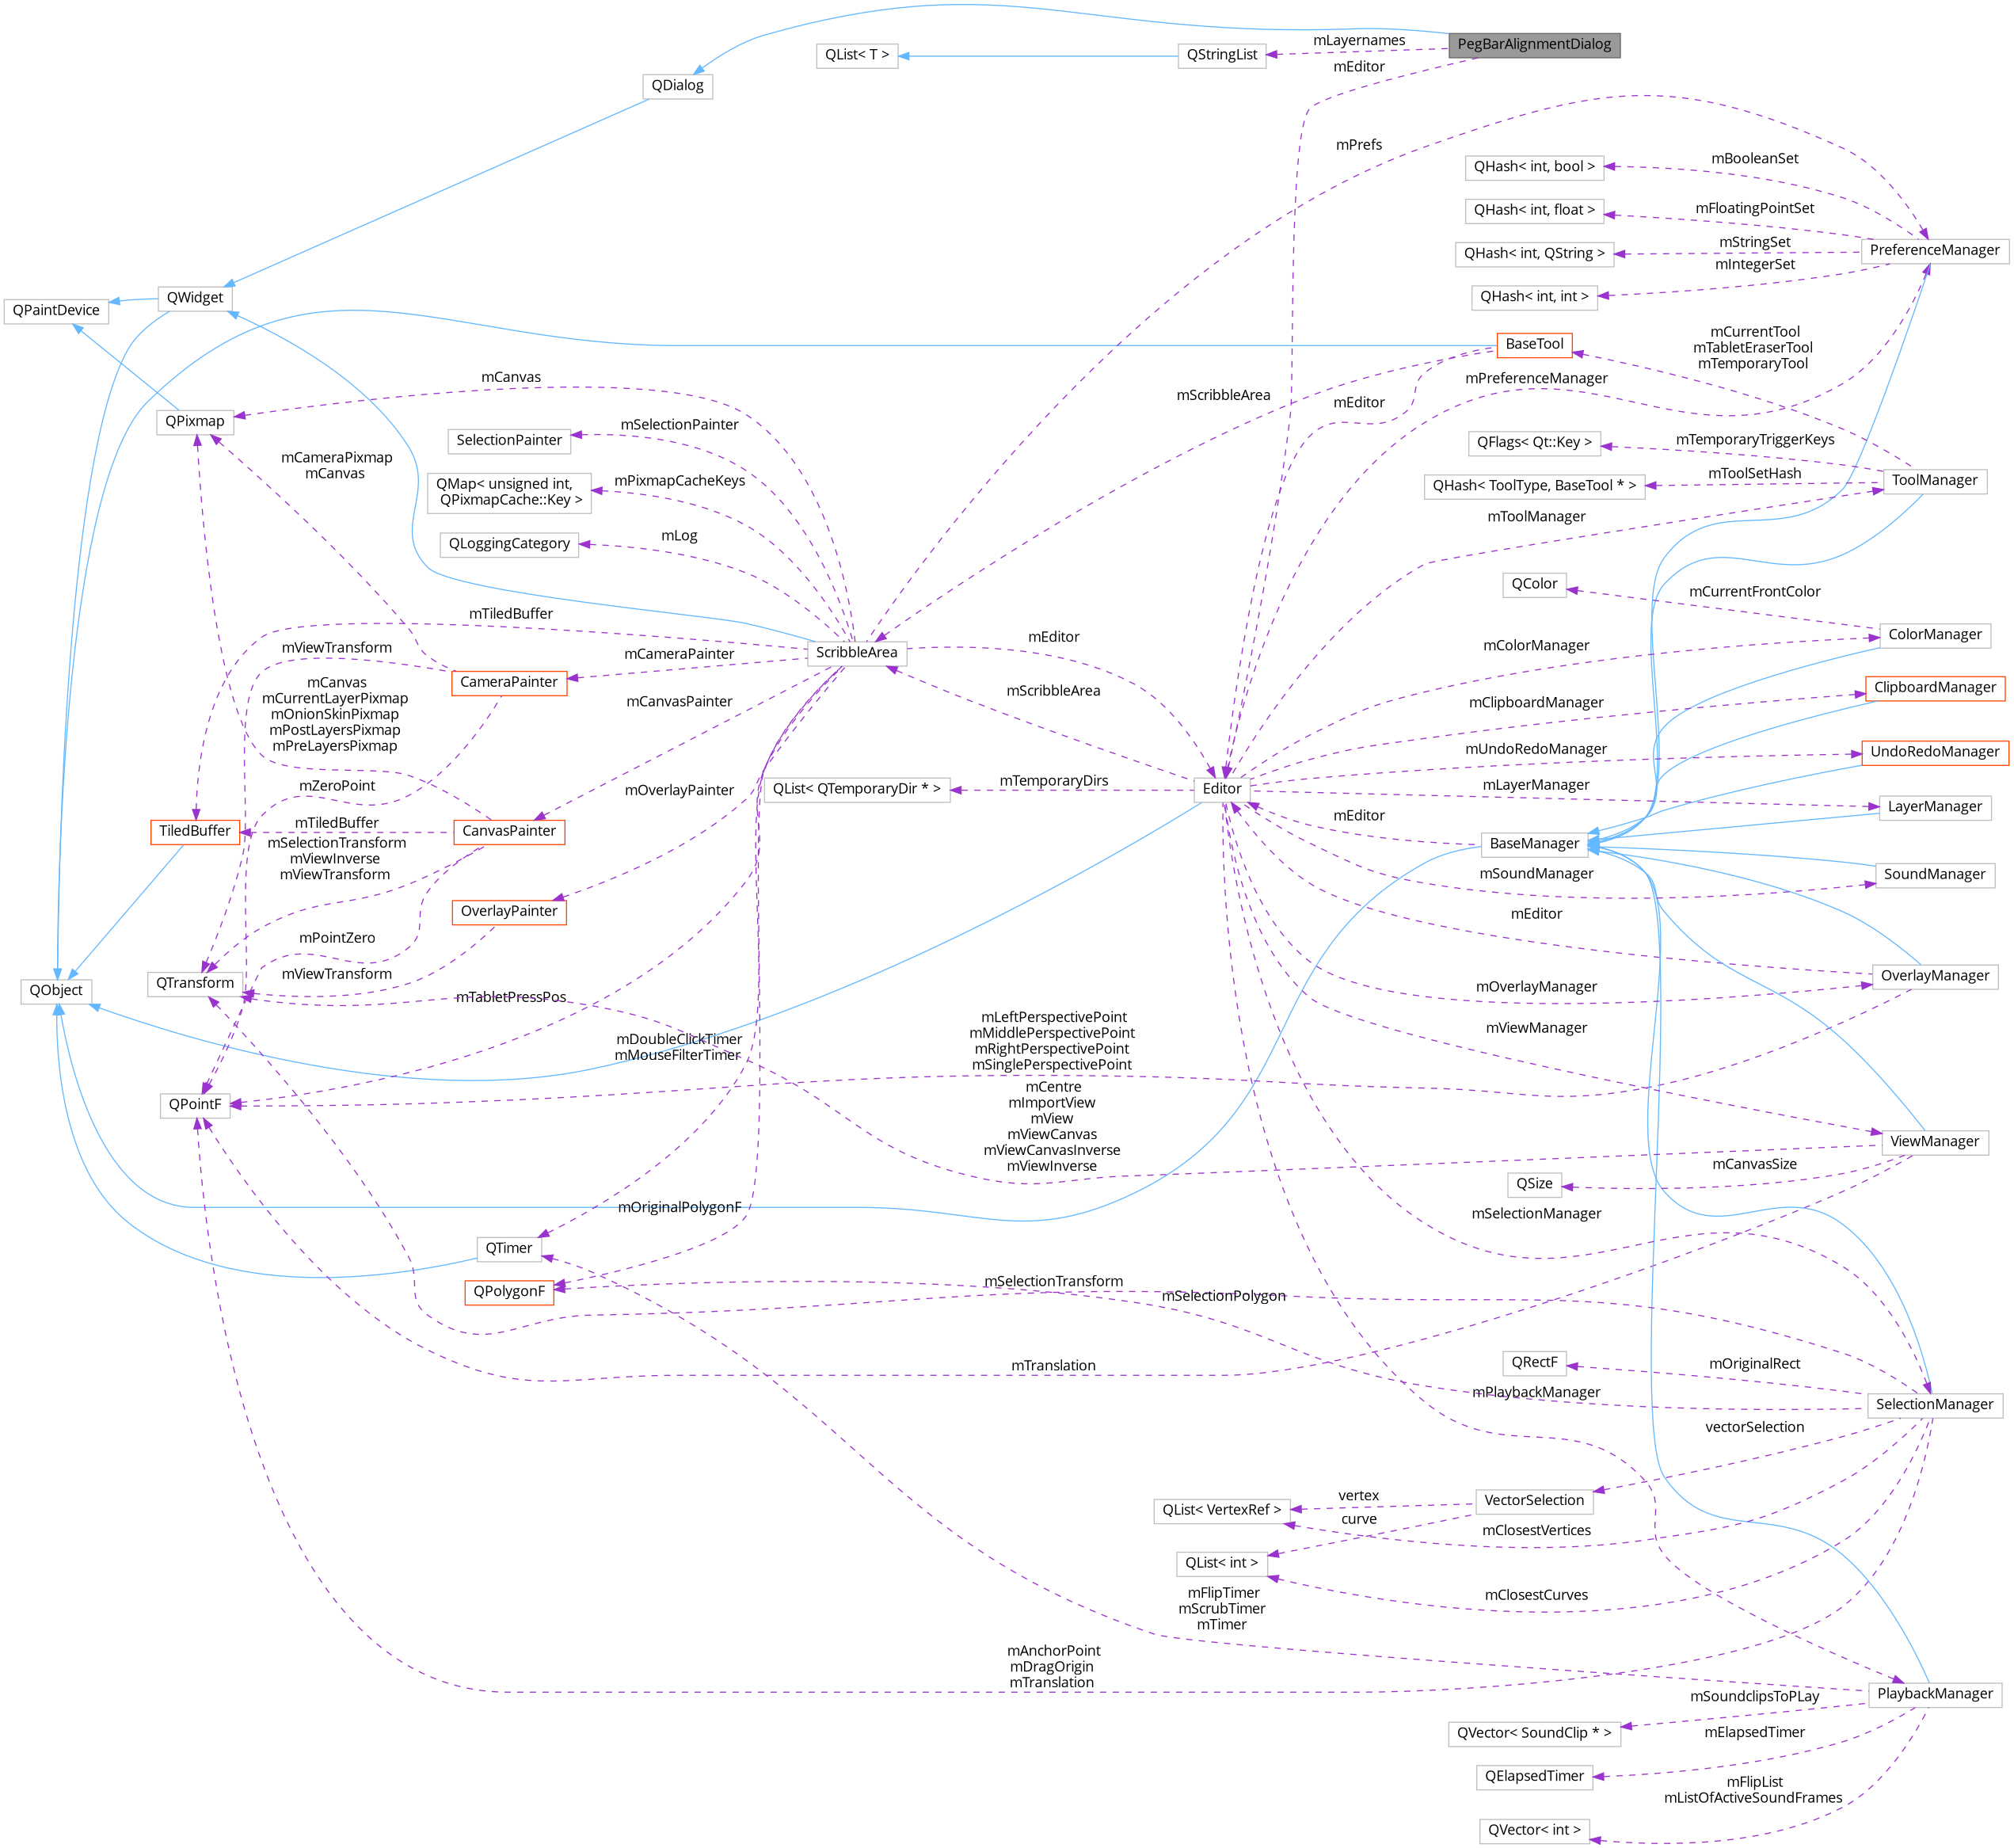 PegBarAlignmentDialog
mLayernames
QStringList
QList< T >
mEditor
QDialog
mPrefs
QHash< int, bool >
mBooleanSet
QHash< int, float >
mFloatingPointSet
QHash< int, QString >
mStringSet
PreferenceManager
QHash< int, int >
mIntegerSet
QWidget
QPaintDevice
BaseTool
mCurrentTool
mTabletEraserTool
mTemporaryTool
mCanvas
mScribbleArea
mEditor
mPreferenceManager
QPixmap
SelectionPainter
mSelectionPainter
QFlags< Qt::Key >
mTemporaryTriggerKeys
mCameraPixmap
mCanvas
QMap< unsigned int,
QPixmapCache::Key >
mPixmapCacheKeys
QHash< ToolType, BaseTool * >
mToolSetHash
ToolManager
mToolManager
QLoggingCategory
mLog
QColor
mCurrentFrontColor
mTiledBuffer
mEditor
mColorManager
ColorManager
mViewTransform
ScribbleArea
mCameraPainter
CameraPainter
mCanvas
mCurrentLayerPixmap
mOnionSkinPixmap
mPostLayersPixmap
mPreLayersPixmap
mScribbleArea
mClipboardManager
ClipboardManager
mCanvasPainter
mUndoRedoManager
UndoRedoManager
mZeroPoint
mOverlayPainter
QList< QTemporaryDir * >
mTemporaryDirs
Editor
mLayerManager
LayerManager
TiledBuffer
mTiledBuffer
CanvasPainter
mEditor
BaseManager
mSelectionTransform
mViewInverse
mViewTransform
mSoundManager
SoundManager
OverlayPainter
mEditor
mPointZero
mViewTransform
QTransform
QObject
mTabletPressPos
mOverlayManager
OverlayManager
mLeftPerspectivePoint
mMiddlePerspectivePoint
mRightPerspectivePoint
mSinglePerspectivePoint
mViewManager
mDoubleClickTimer
mMouseFilterTimer
QPointF
mCentre
mImportView
mView
mViewCanvas
mViewCanvasInverse
mViewInverse
ViewManager
QSize
mCanvasSize
mOriginalPolygonF
mSelectionManager
QTimer
QPolygonF
mSelectionTransform
mSelectionPolygon
mTranslation
QRectF
mOriginalRect
mPlaybackManager
SelectionManager
vectorSelection
QList< VertexRef >
vertex
VectorSelection
curve
mClosestVertices
QList< int >
mClosestCurves
mFlipTimer
mScrubTimer
mTimer
mAnchorPoint
mDragOrigin
mTranslation
PlaybackManager
mSoundclipsToPLay
QVector< SoundClip * >
mElapsedTimer
QElapsedTimer
mFlipList
mListOfActiveSoundFrames
QVector< int >